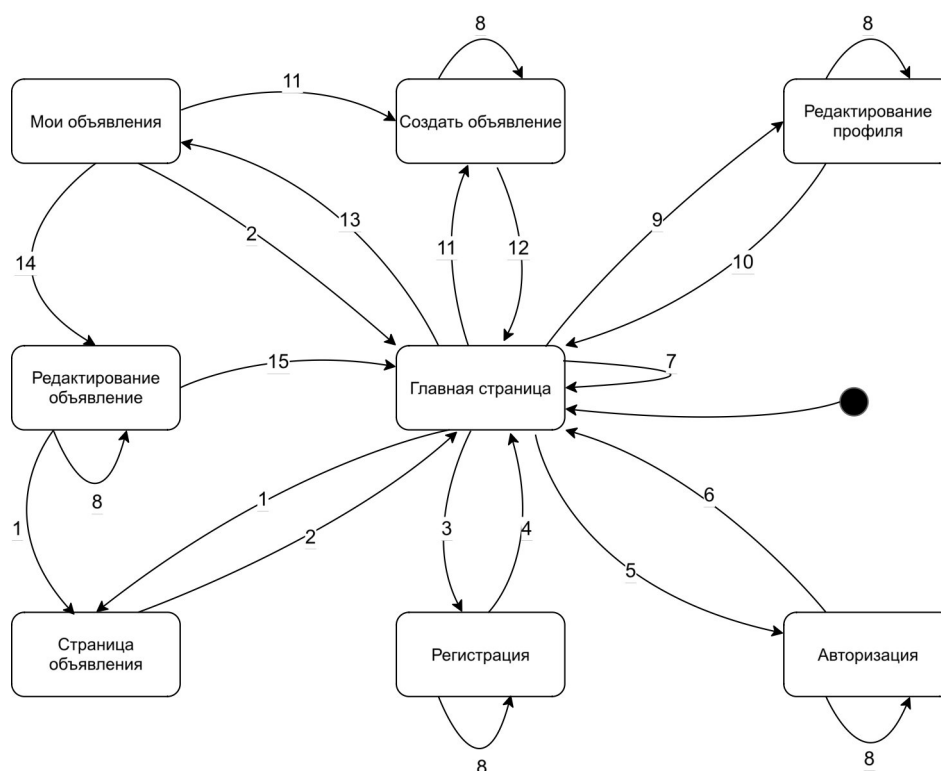 8
8
11
Мои объявления
Создать объявление
Редактирование
профиля
13
9
2
11
12
10
14
15
7
Редактирование
объявление
Главная страница
8
1
6
1
2
3
4
5
Страница
объявления
Регистрация
Авторизация
8
8